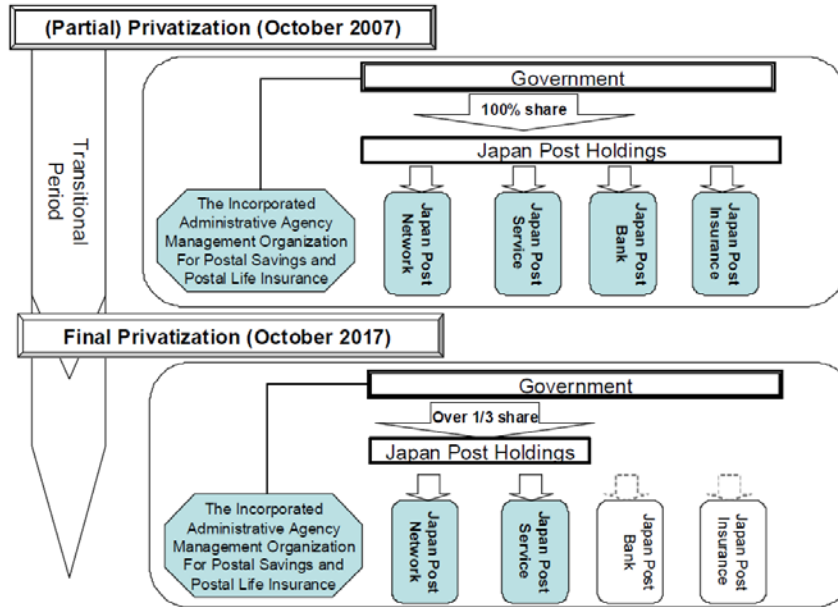 (Partial) Privatization (October 2007)
Transitional
Period
Government
100% share
Japan Post Holdings
The Incorporated
Administrative Agency
Management Organization
For Postal Savings and
Postal Life Insurance
Japan Post
Network
Japan Post
Service
Japan Post
Bank
Japan Post
Insurance
Final Privatization (October 2017)
Government
Over 1/3 share
Japan Post Holdings
The Incorporated
Administrative Agency
Management Organization
For Postal Savings and
Postal Life Insurance
Japan Post
Network
Japan Post
Service
Japan Post
Bank
Japan Post
Insurance